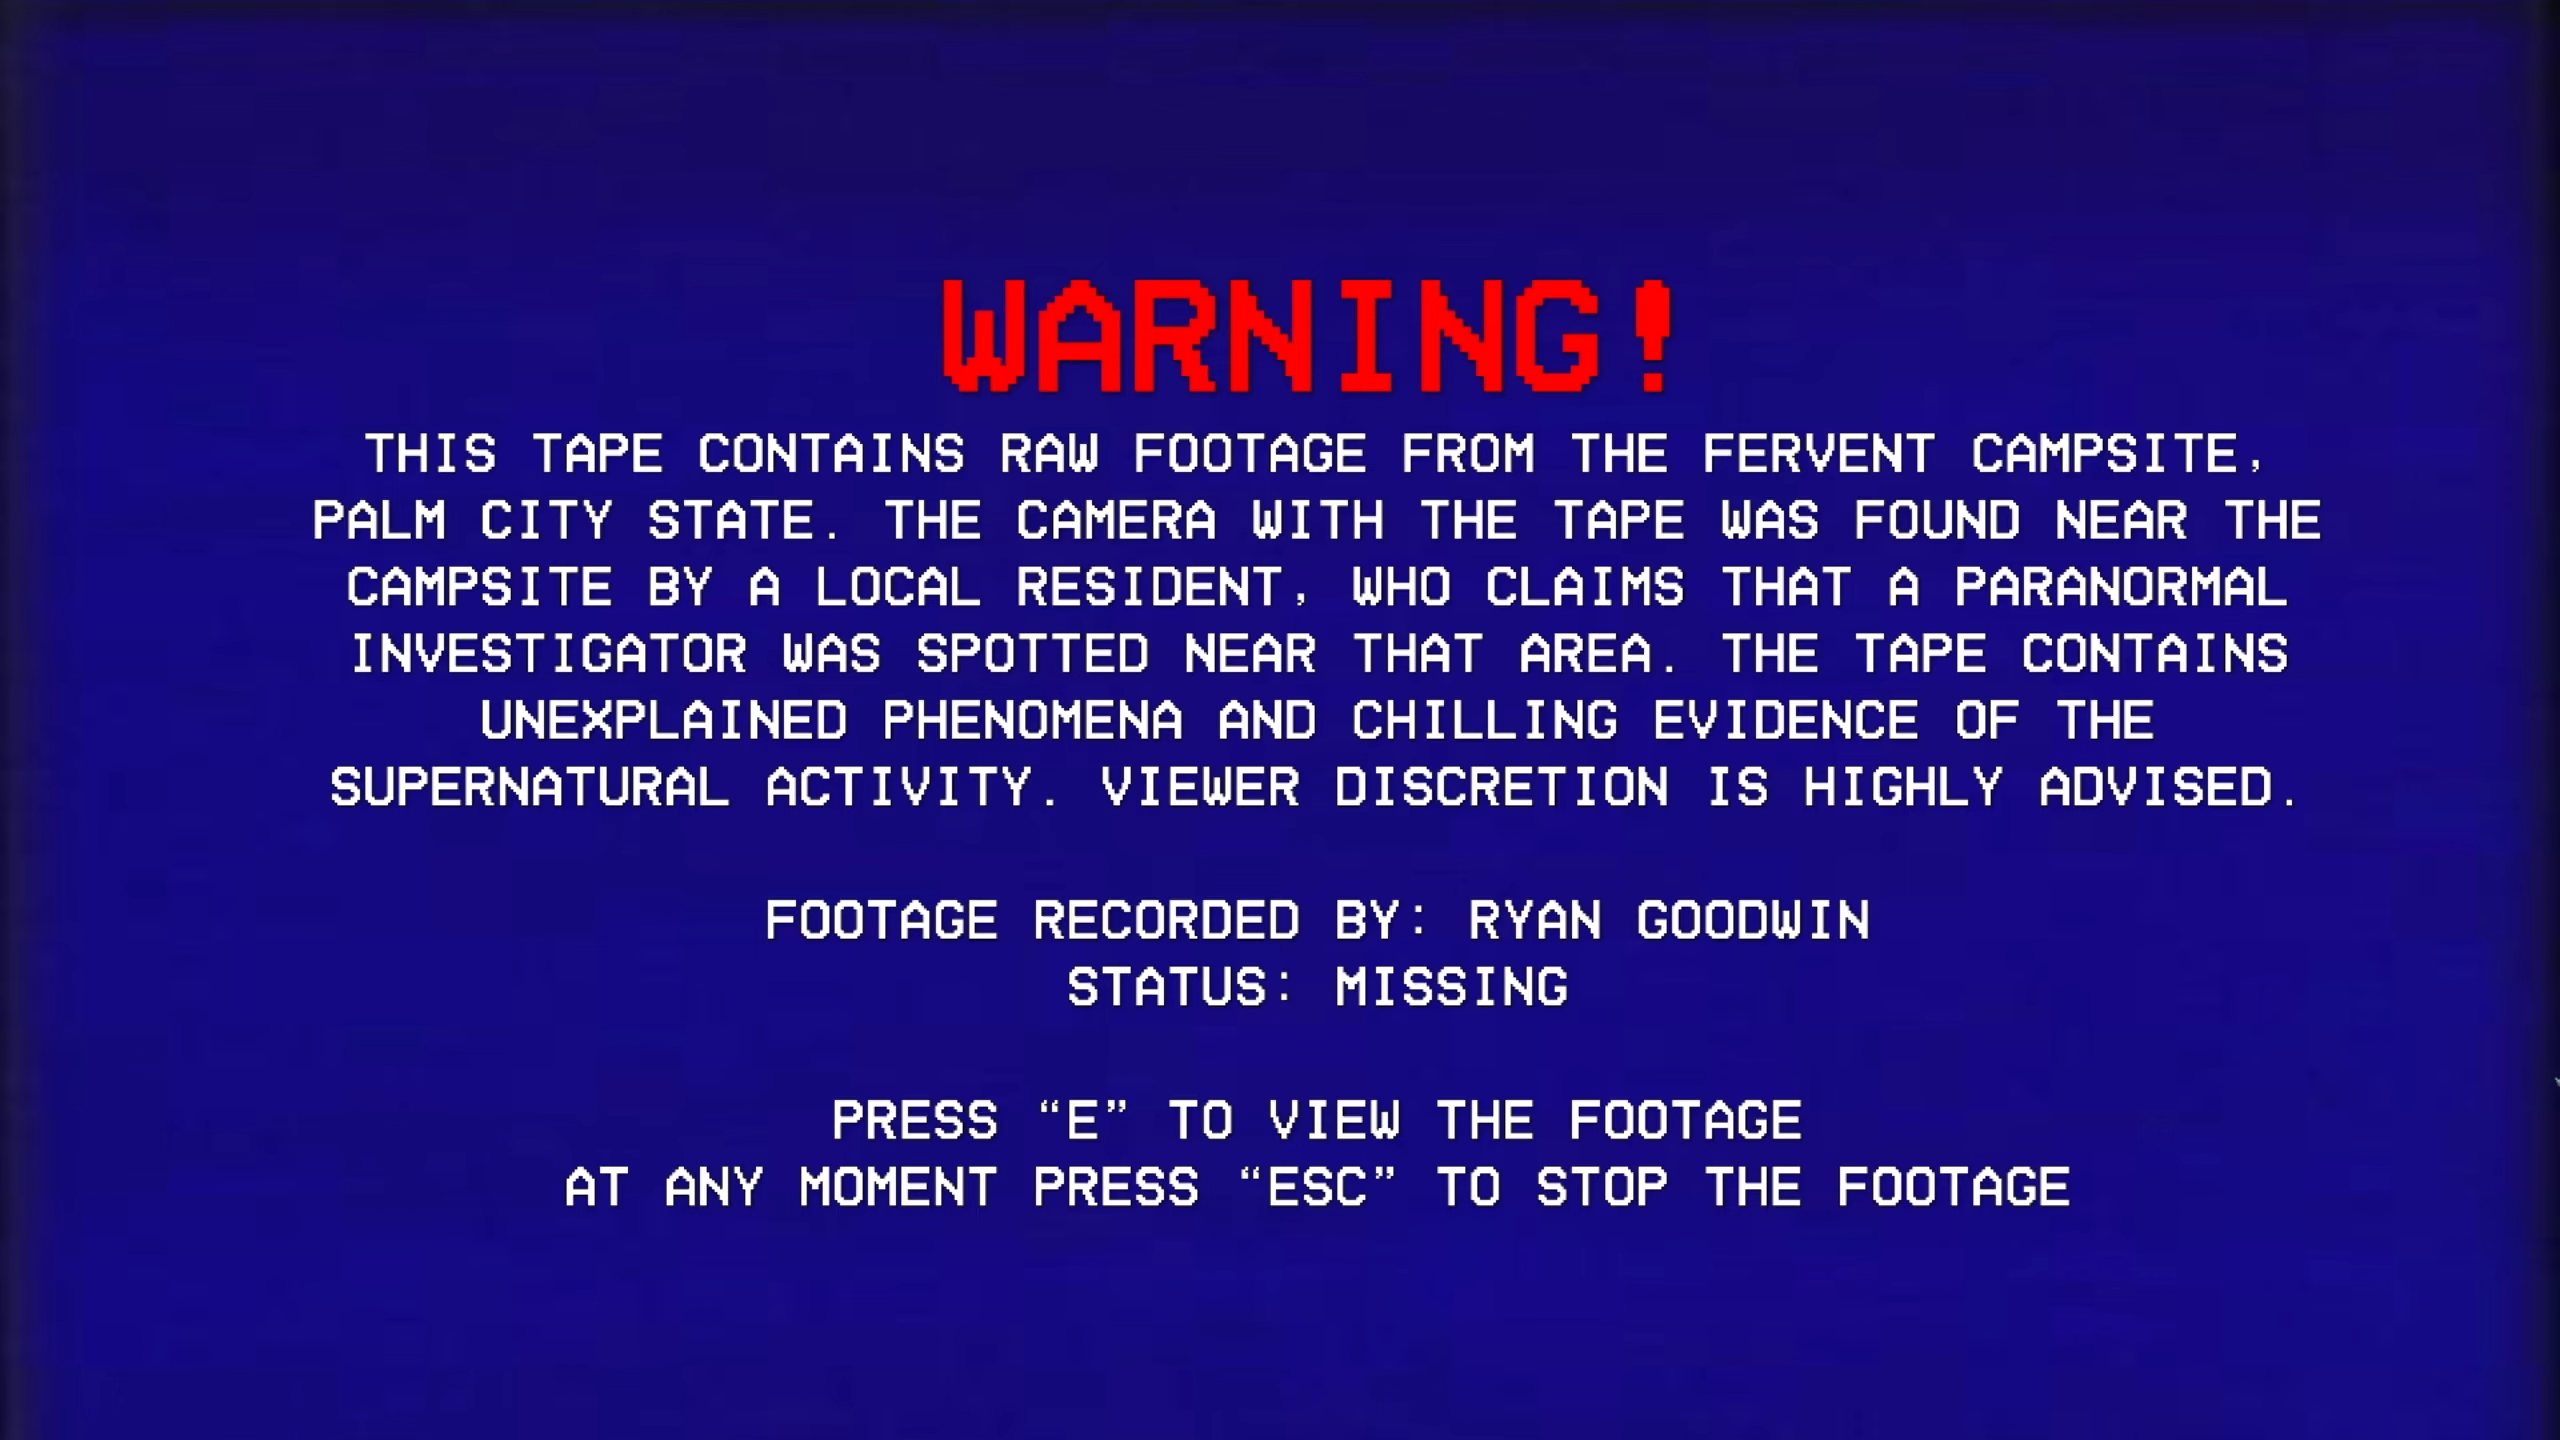 WARNING!
THIS TAPE CONTAINS RAW FOOTAGE FROM THE FERVENT CAMPSITE,
PALM CITY STATE. THE CAMERA WITH THE TAPE WAS FOUND NEAR THE
CAMPSITE BY A LOCAL RESIDENT, WHO CLAIMS THAT A PARANORMAL
INVESTIGATOR WAS SPOTTED NEAR THAT AREA. THE TAPE CONTAINS
UNEXPLAINED PHENOMENA AND CHILLING EVIDENCE OF THE
SUPERNATURAL ACTIVITY. VIEWER DISCRETION IS HIGHLY ADVISED.
FOOTAGE RECORDED BY: RYAN GOODWIN
STATUS: MISSING
PRESS “E” TO VIEW THE FOOTAGE
AT ANY MOMENT PRESS “ESC” TO STOP THE FOOTAGE